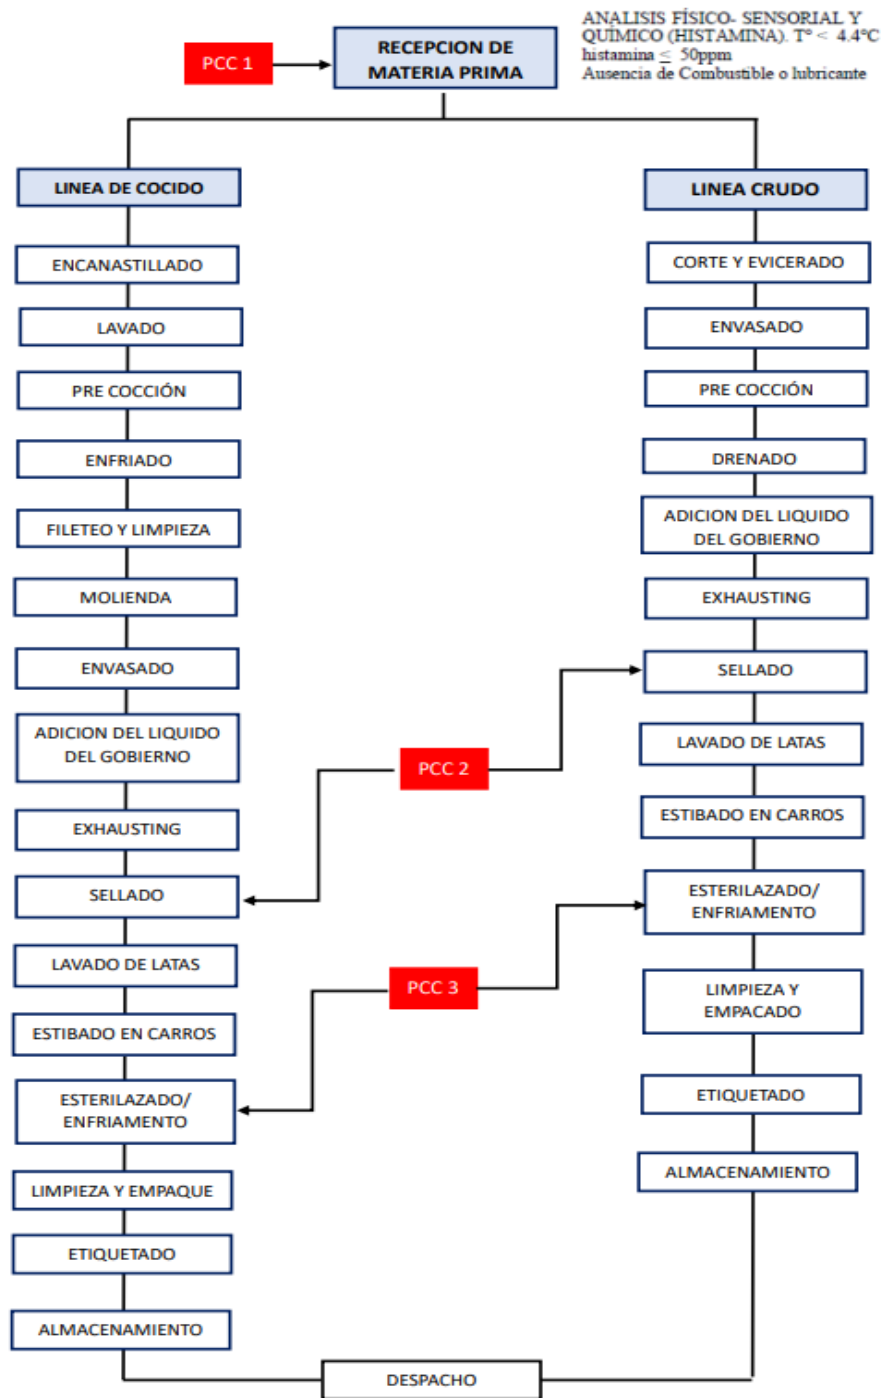 ANALISIS FÍSICO- SENSORIAL Y
QUÍMICO (HISTAMINA). T° < 4.4°C
histamina ≤ 50ppm
Ausencia de Combustible o lubricante
PCC 1
RECEPCION DE
MATERIA PRIMA
LINEA DE COCIDO
ENCANASTILLADO
LAVADO
PRE COCCIÓN
ENFRIADO
FILETEO Y LIMPIEZA
MOLIENDA
ENVASADO
ADICION DEL LIQUIDO
DEL GOBIERNO
EXHAUSTING
SELLADO
LAVADO DE LATAS
ESTIBADO EN CARROS
ESTERILAZADO/
ENFRIAMENTO
LIMPIEZA Y EMPAQUE
ETIQUETADO
ALMACENAMIENTO
PCC 2
PCC 3
LINEA CRUDO
CORTE Y EVICERADO
ENVASADO
PRE COCCIÓN
DRENADO
ADICION DEL LIQUIDO
DEL GOBIERNO
EXHAUSTING
SELLADO
LAVADO DE LATAS
ESTIBADO EN CARROS
ESTERILAZADO/
ENFRIAMENTO
LIMPIEZA Y
EMPACADO
ETIQUETADO
ALMACENAMIENTO
DESPACHO